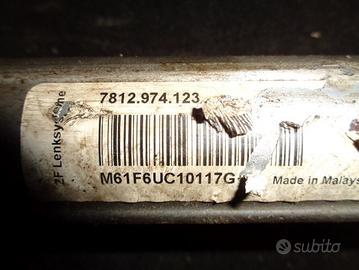 7812.974.123
ZF Lenksysteme
M61F6UC10117G
Made in Malays
subito